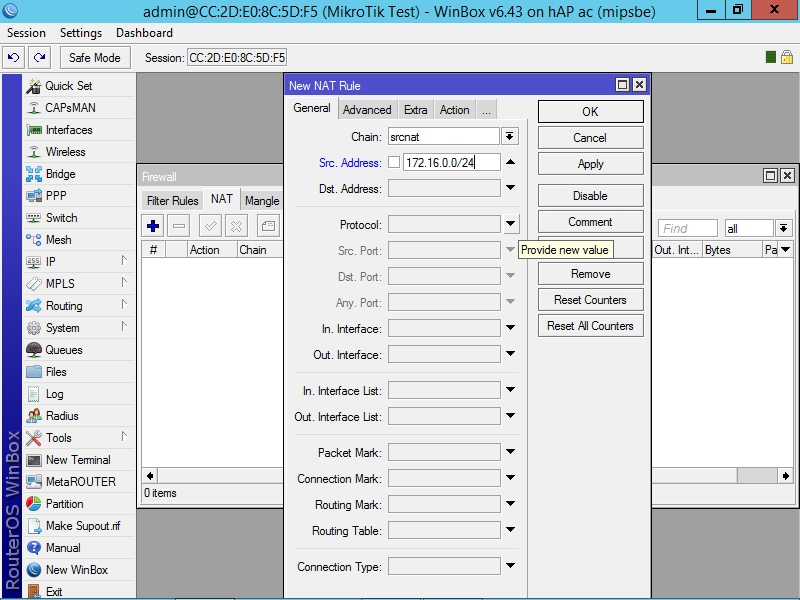 admin@CC:2D:E0:8C:5D:F5 (MikroTik Test) - WinBox v6.43 on hAP ac (mipsbe)
Session Settings Dashboard
Safe Mode Session: CC:2D:E0:8C:5D:F5
RouterOS WinBox
Quick Set
CAPsMAN
Interfaces
Wireless
Bridge
PPP
Switch
Mesh
IP
MPLS
Routing
System
Queues
Files
Log
Radius
Tools
New Terminal
MetaROUTER
Partition
Make Supout.rif
Manual
New WinBox
Exit
Firewall
Filter Rules NAT Mangle
Find all
# Action Chain Out. Int... Bytes Pa
0 items
New NAT Rule
General Advanced Extra Action ...
Chain: srcnat
Src. Address: 172.16.0.0/24
Dst. Address:
Protocol:
Src. Port:
Dst. Port:
Any. Port:
In. Interface:
Out. Interface:
In. Interface List:
Out. Interface List:
Packet Mark:
Connection Mark:
Routing Mark:
Routing Table:
Connection Type:
OK
Cancel
Apply
Disable
Comment
Provide new value
Remove
Reset Counters
Reset All Counters